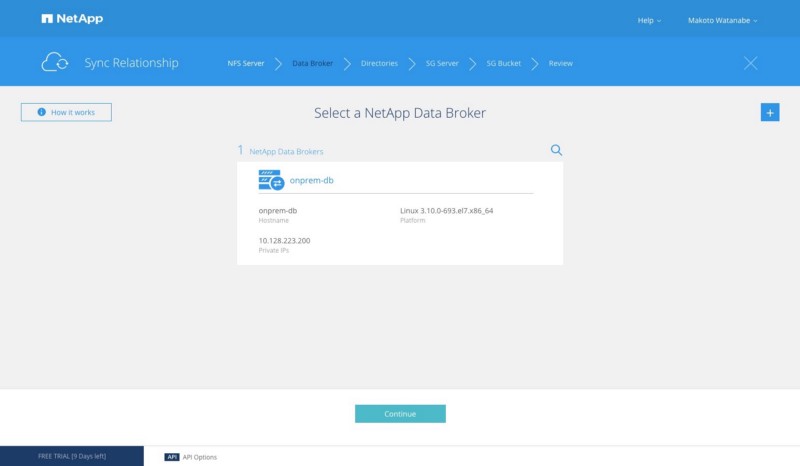 NetApp
Help
Makoto Watanabe
Sync Relationship
NFS Server
Data Broker
Directories
SG Server
SG Bucket
Review
How it works
Select a NetApp Data Broker
+
1 NetApp Data Brokers
onprem-db
onprem-db
Hostname
Linux 3.10.0-693.el7.x86_64
Platform
10.128.223.200
Private IPs
Continue
FREE TRIAL [9 Days left]
API API Options